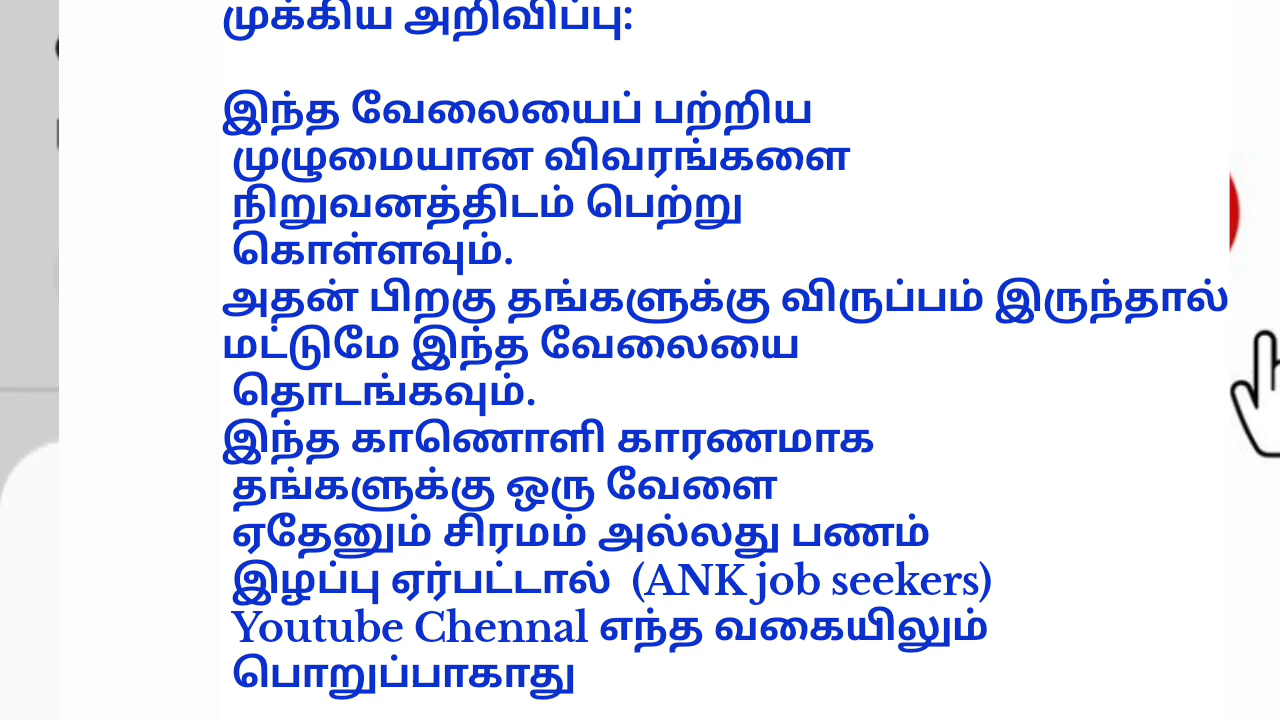 முக்கிய அறிவிப்பு:
இந்த வேலையைப் பற்றிய
முழுமையான விவரங்களை
நிறுவனத்திடம் பெற்று
கொள்ளவும்.
அதன் பிறகு தங்களுக்கு விருப்பம் இருந்தால்
மட்டுமே இந்த வேலையை
தொடங்கவும்.
இந்த காணொளி காரணமாக
தங்களுக்கு ஒரு வேளை
ஏதேனும் சிரமம் அல்லது பணம்
இழப்பு ஏர்பட்டால் (ANK job seekers)
Youtube Chennal எந்த வகையிலும்
பொறுப்பாகாது